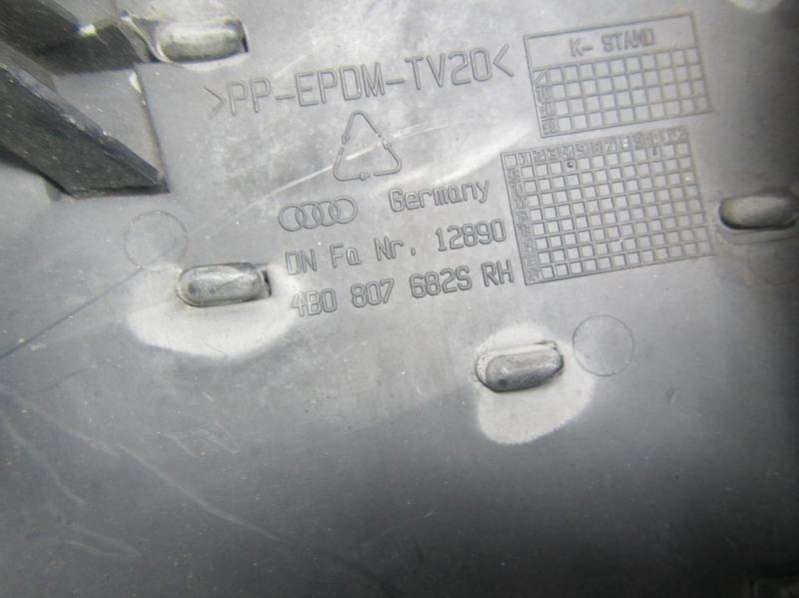 >PP-EPDM-TV20<
K- STAND
Germany
DN Fa Nr. 12890
4B0 807 682S RH